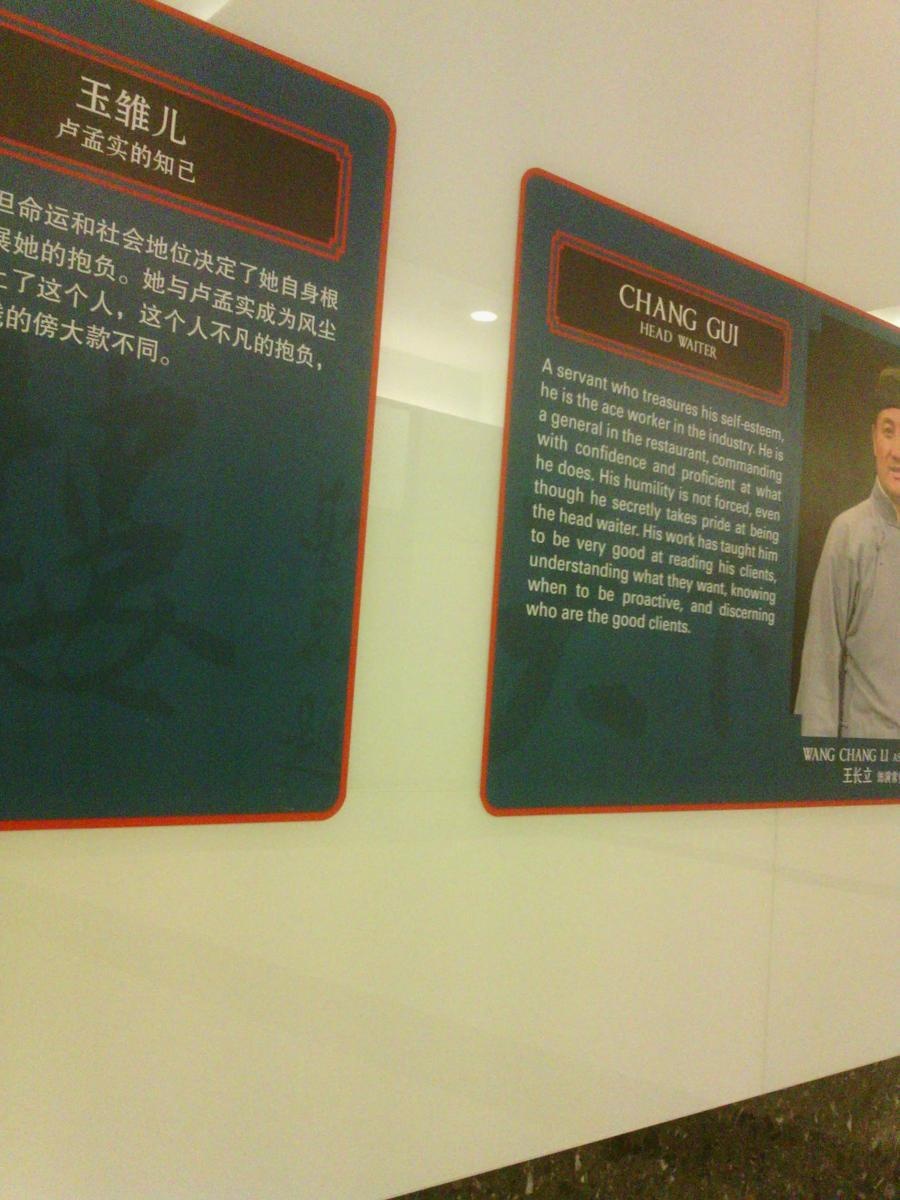 玉雏儿
卢孟实的知己
但命运和社会地位决定了她自身根
展她的抱负。她与卢孟实成为风尘
上了这个人，这个人不凡的抱负，
的傍大款不同。
CHANG GUI
HEAD WAITER
A servant who treasures his self-esteem,
he is the ace worker in the industry. He is
a general in the restaurant, commanding
with confidence and proficient at what
he does. His humility is not forced, even
though he secretly takes pride at being
the head waiter. His work has taught him
to be very good at reading his clients,
understanding what they want, knowing
when to be proactive, and discerning
who are the good clients.
WANG CHANG LI
王长立 饰演常